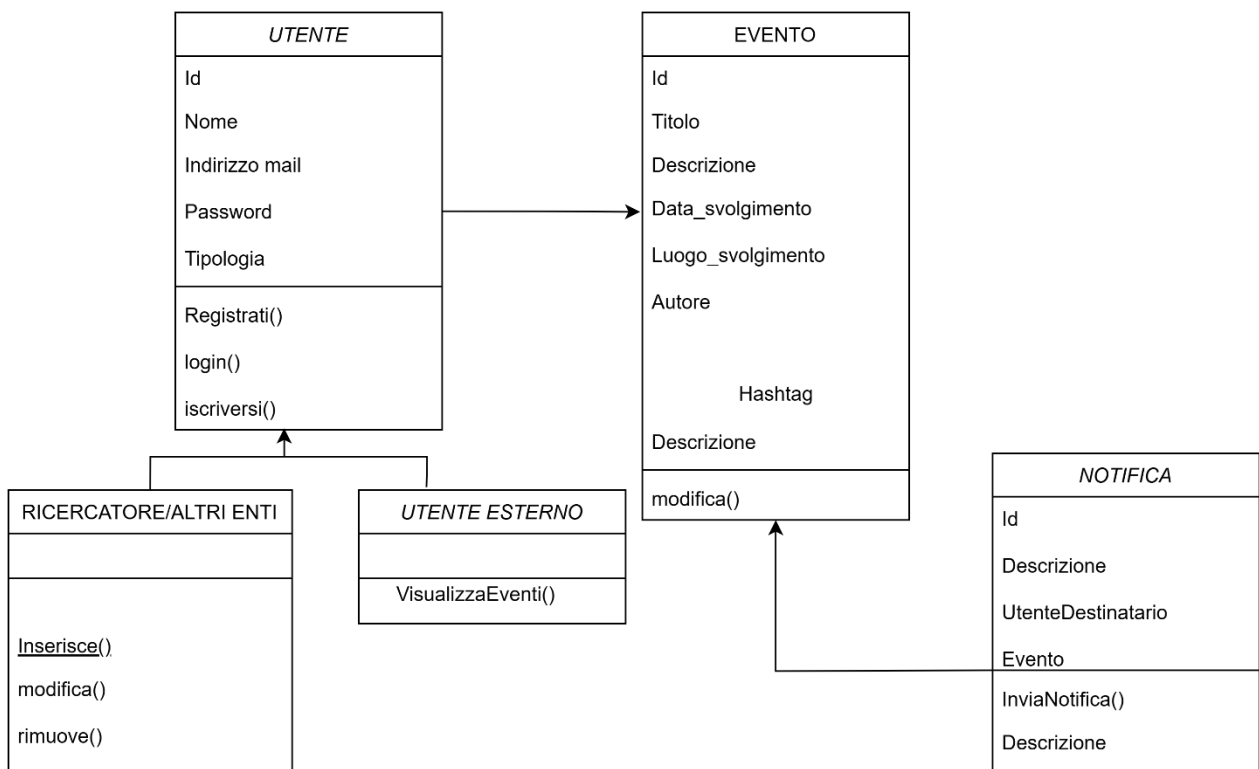 UTENTE
Id
Nome
Indirizzo mail
Password
Tipologia
Registrati()
login()
iscriversi()
EVENTO
Id
Titolo
Descrizione
Data_svolgimento
Luogo_svolgimento
Autore
Hashtag
Descrizione
modifica()
RICERCATORE/ALTRI ENTI
Inserisce()
modifica()
rimuove()
UTENTE ESTERNO
VisualizzaEventi()
NOTIFICA
Id
Descrizione
UtenteDestinatario
Evento
InviaNotifica()
Descrizione